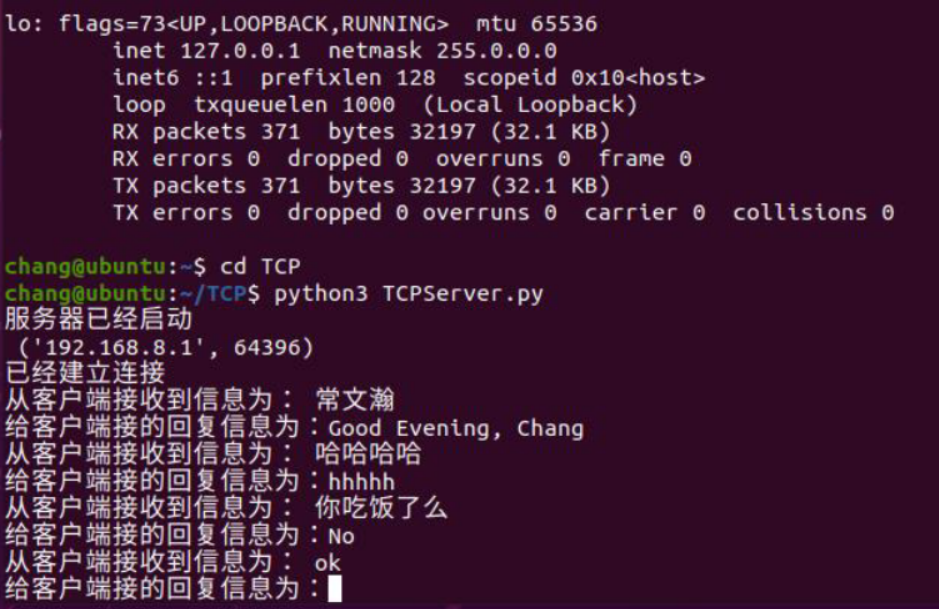 lo: flags=73<UP,LOOPBACK,RUNNING>  mtu 65536
        inet 127.0.0.1  netmask 255.0.0.0
        inet6 ::1  prefixlen 128  scopeid 0x10<host>
        loop  txqueuelen 1000  (Local Loopback)
        RX packets 371  bytes 32197 (32.1 KB)
        RX errors 0  dropped 0  overruns 0  frame 0
        TX packets 371  bytes 32197 (32.1 KB)
        TX errors 0  dropped 0 overruns 0  carrier 0  collisions 0
chang@ubuntu:~$ cd TCP
chang@ubuntu:~/TCP$ python3 TCPServer.py
服务器已经启动
 ('192.168.8.1', 64396)
已经建立连接
从客户端接收到信息为： 常文瀚
给客户端接的回复信息为：Good Evening, Chang
从客户端接收到信息为： 哈哈哈哈
给客户端接的回复信息为：hhhhh
从客户端接收到信息为： 你吃饭了么
给客户端接的回复信息为：No
从客户端接收到信息为： ok
给客户端接的回复信息为：